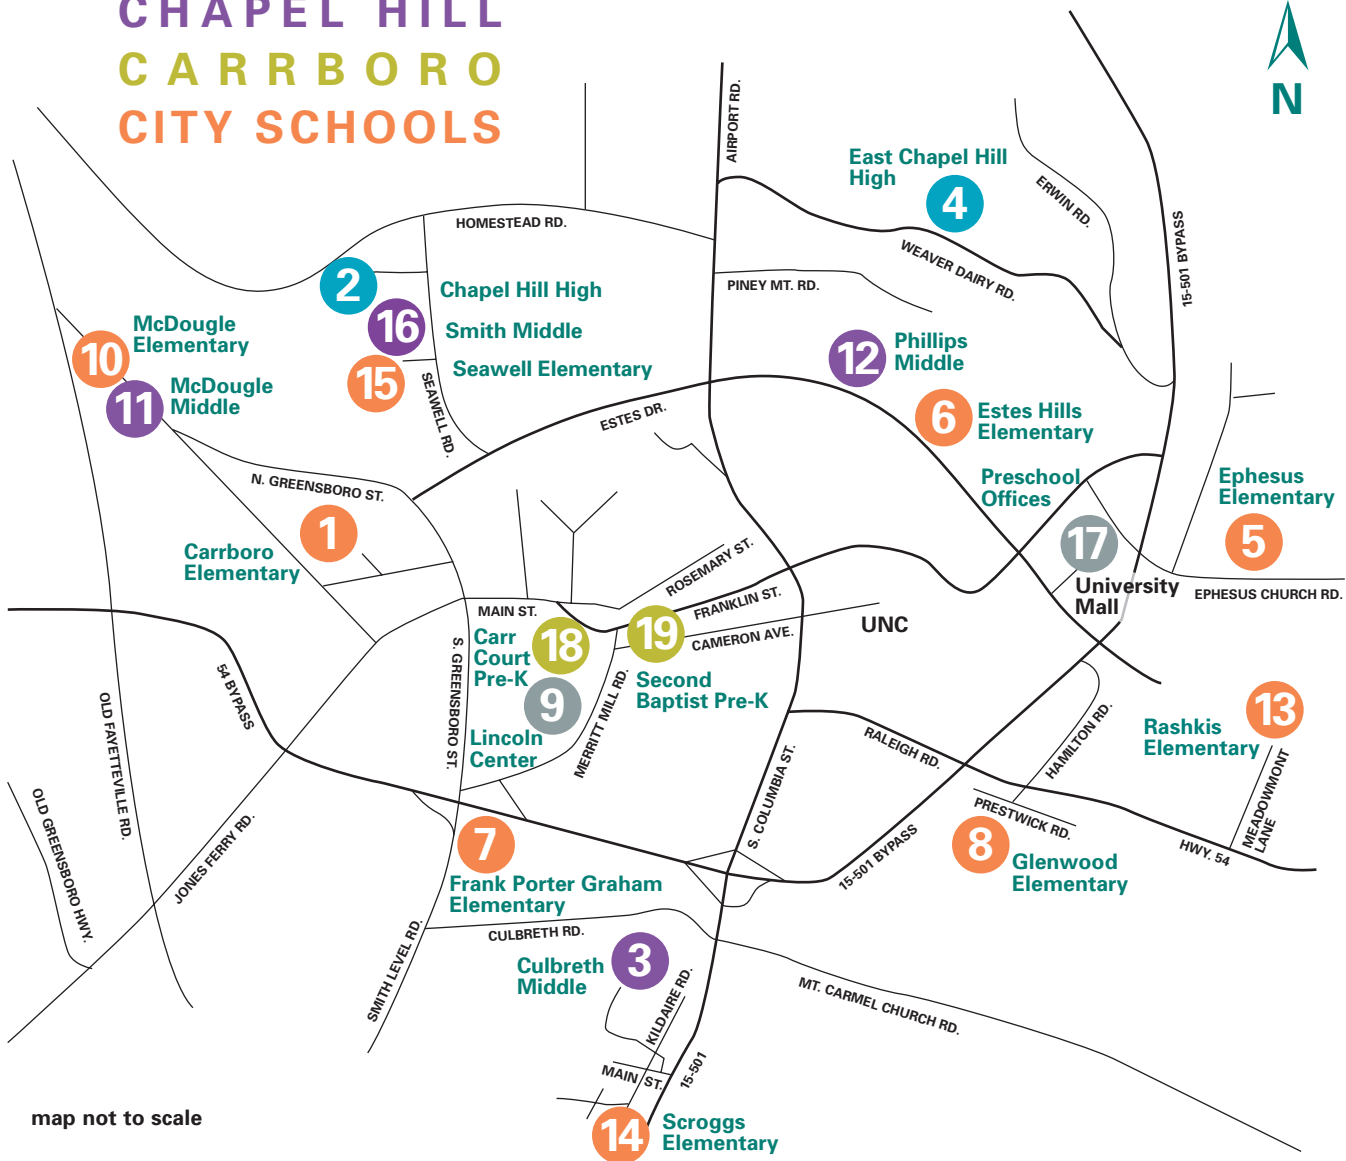 CHAPEL HILL
CARRBORO
CITY SCHOOLS
N
AIRPORT RD.
East Chapel Hill
High
4
ERWIN RD.
15-501 BYPASS
HOMESTEAD RD.
WEAVER DAIRY RD.
PINEY MT. RD.
2
Chapel Hill High
16
Smith Middle
15
Seawell Elementary
SEAWELL RD.
McDougle
Elementary
10
McDougle
Middle
11
12
Phillips
Middle
6
Estes Hills
Elementary
ESTES DR.
N. GREENSBORO ST.
Preschool
Offices
17
University
Mall
Ephesus
Elementary
5
EPHESUS CHURCH RD.
1
Carrboro
Elementary
ROSEMARY ST.
FRANKLIN ST.
CAMERON AVE.
UNC
MAIN ST.
Carr
Court
Pre-K
18
19
Second
Baptist Pre-K
9
Lincoln
Center
S. GREENSBORO ST.
MERRITT MILL RD.
54 BYPASS
OLD FAYETTEVILLE RD.
OLD GREENSBORO HWY.
JONES FERRY RD.
S. COLUMBIA ST.
RALEIGH RD.
HAMILTON RD.
Rashkis
Elementary
13
MEADOWMONT
LANE
PRESTWICK RD.
HWY. 54
15-501 BYPASS
8
Glenwood
Elementary
7
Frank Porter Graham
Elementary
CULBRETH RD.
SMITH LEVEL RD.
Culbreth
Middle
3
KILDAIRE RD.
MT. CARMEL CHURCH RD.
MAIN ST.
15-501
14
Scroggs
Elementary
map not to scale